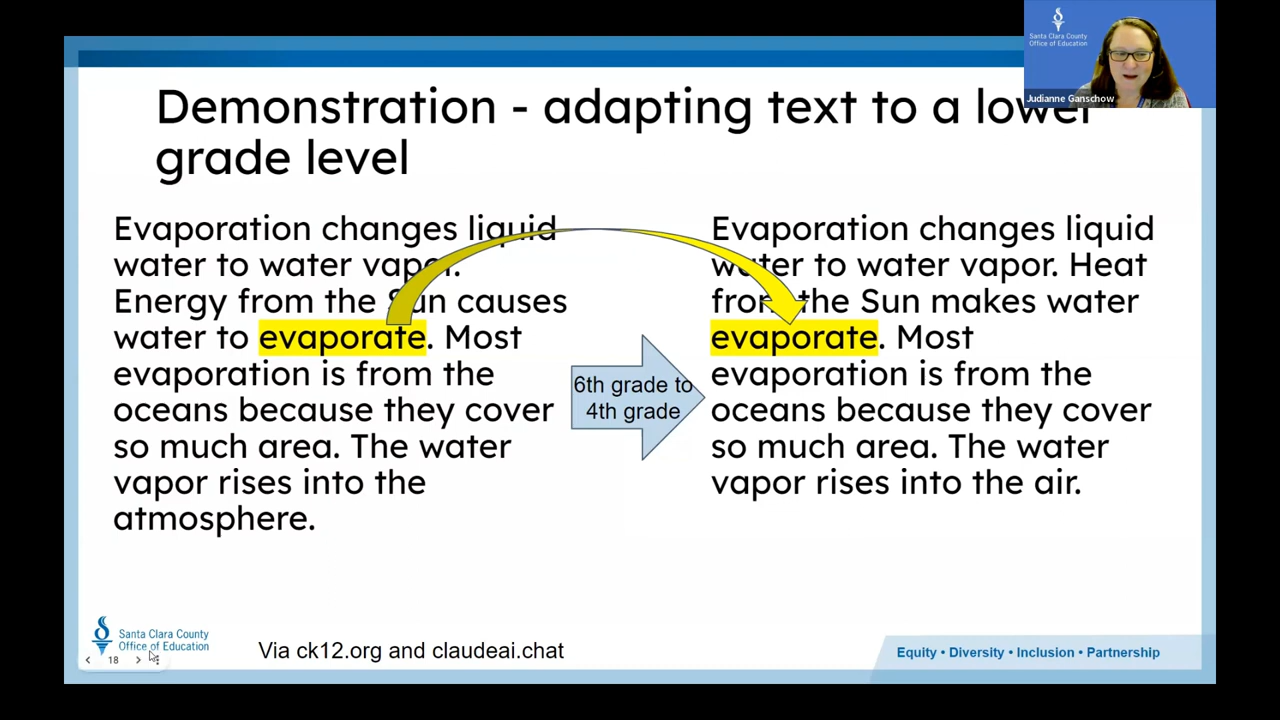 Santa Clara County
Office of Education
Judianne Ganschow
Demonstration - adapting text to a lower
grade level
Evaporation changes liquid
water to water vapor.
Energy from the Sun causes
water to evaporate. Most
evaporation is from the
oceans because they cover
so much area. The water
vapor rises into the
atmosphere.
6th grade to
4th grade
Evaporation changes liquid
water to water vapor. Heat
from the Sun makes water
evaporate. Most
evaporation is from the
oceans because they cover
so much area. The water
vapor rises into the air.
Santa Clara County
Office of Education
18
Via ck12.org and claudeai.chat
Equity • Diversity • Inclusion • Partnership